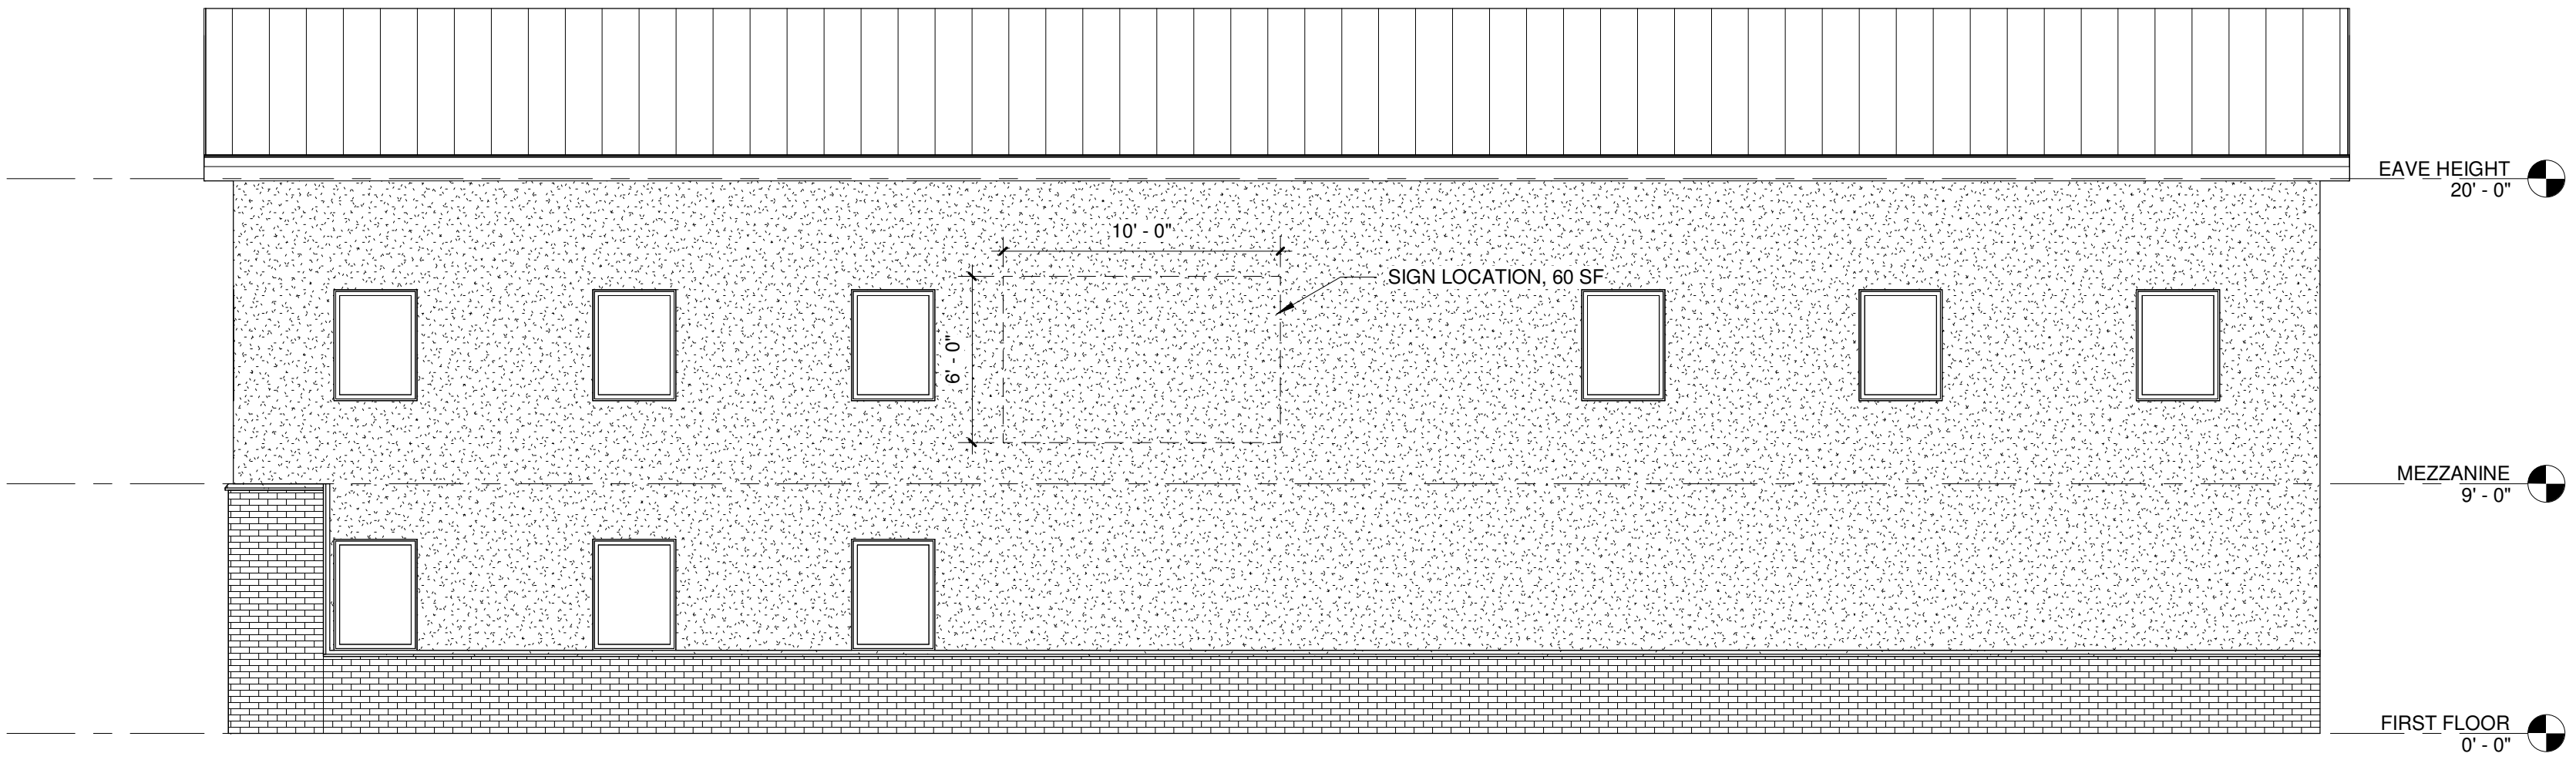 EAVE HEIGHT
20' - 0"
10' - 0"
SIGN LOCATION, 60 SF
6' - 0"
MEZZANINE
9' - 0"
FIRST FLOOR
0' - 0"